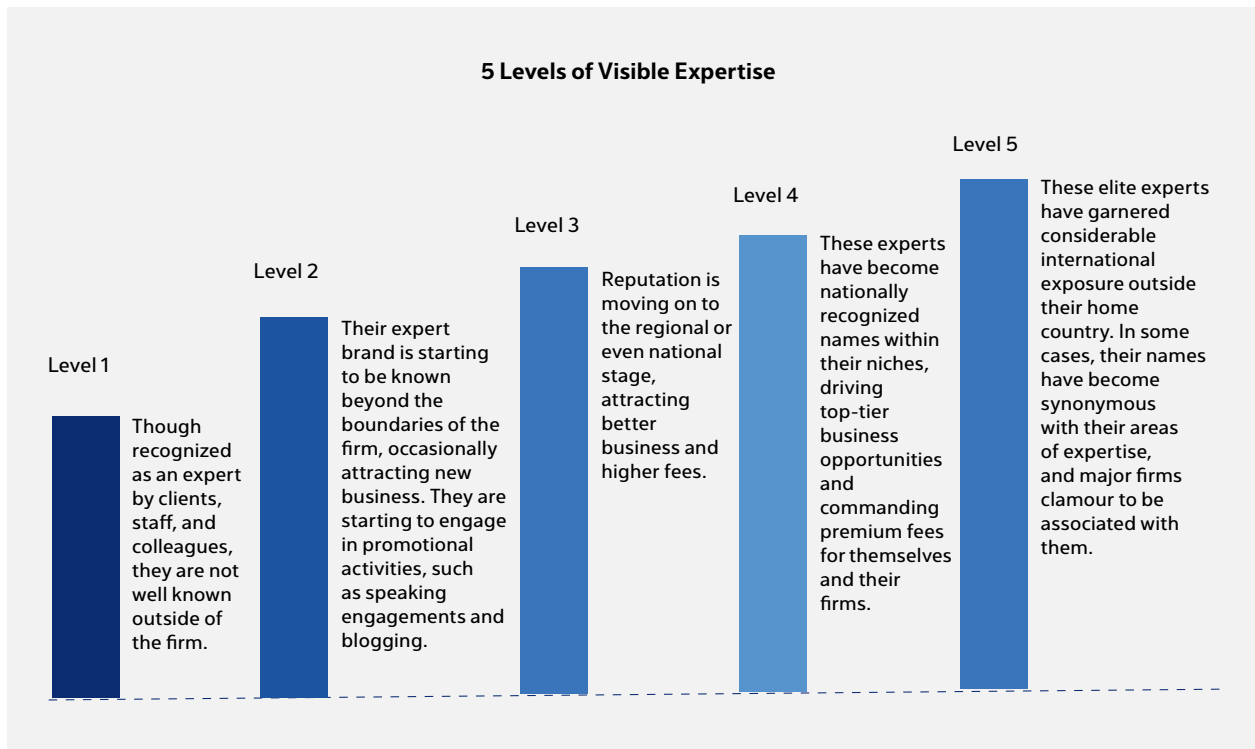 5 Levels of Visible Expertise
Level 1
Though
recognized
as an expert
by clients,
staff, and
colleagues,
they are not
well known
outside of
the firm.
Level 2
Their expert
brand is starting
to be known
beyond the
boundaries of the
firm, occasionally
attracting new
business. They are
starting to engage
in promotional
activities, such
as speaking
engagements and
blogging.
Level 3
Reputation is
moving on to
the regional or
even national
stage,
attracting
better
business and
higher fees.
Level 4
These experts
have become
nationally
recognized
names within
their niches,
driving
top-tier
business
opportunities
and
commanding
premium fees
for themselves
and their
firms.
Level 5
These elite experts
have garnered
considerable
international
exposure outside
their home
country. In some
cases, their names
have become
synonymous
with their areas
of expertise,
and major firms
clamour to be
associated with
them.